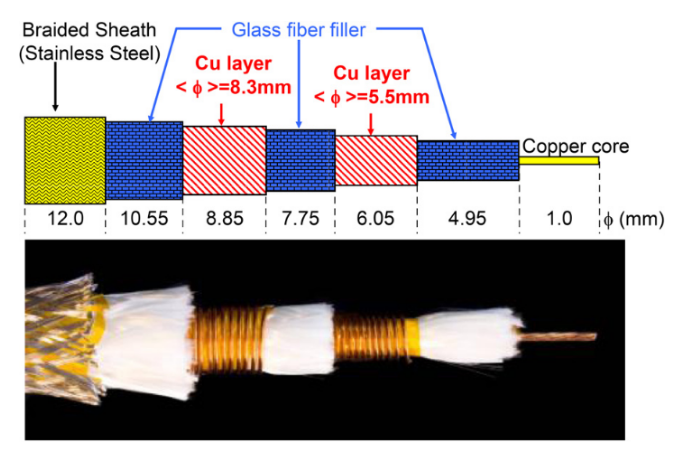 Braided Sheath
(Stainless Steel)
Glass fiber filler
Cu layer
< ϕ >=8.3mm
Cu layer
< ϕ >=5.5mm
Copper core
12.0
10.55
8.85
7.75
6.05
4.95
1.0
ϕ (mm)